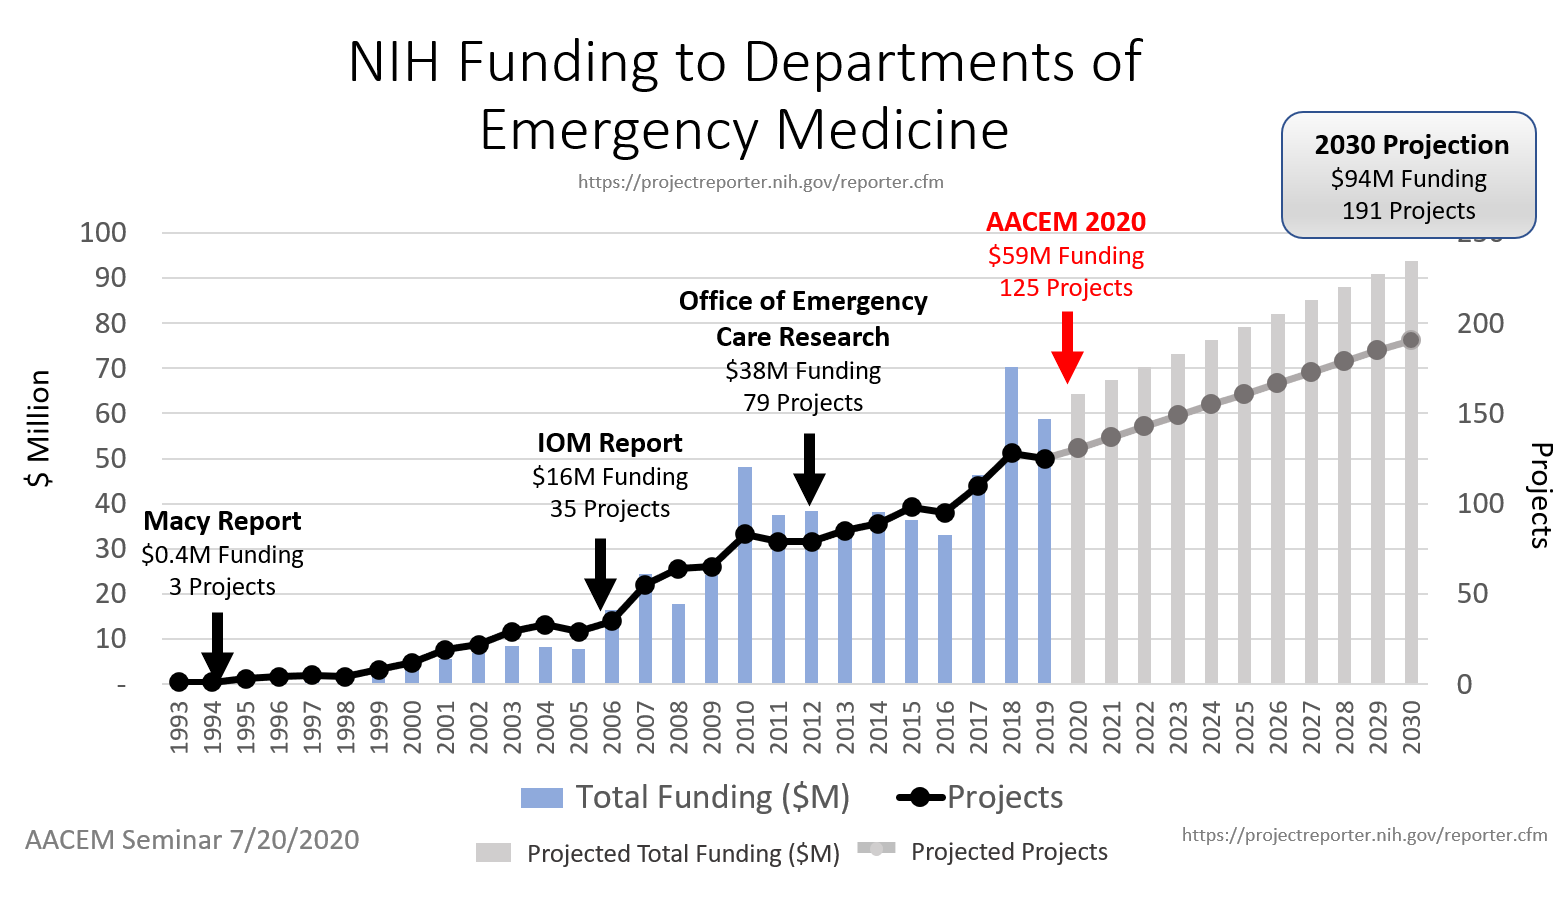 NIH Funding to Departments of
Emergency Medicine
https://projectreporter.nih.gov/reporter.cfm
2030 Projection
$94M Funding
191 Projects
AACEM 2020
$59M Funding
125 Projects
Office of Emergency
Care Research
$38M Funding
79 Projects
IOM Report
$16M Funding
35 Projects
Macy Report
$0.4M Funding
3 Projects
$ Million
100
90
80
70
60
50
40
30
20
10
-
Projects
250
200
150
100
50
0
1993
1994
1995
1996
1997
1998
1999
2000
2001
2002
2003
2004
2005
2006
2007
2008
2009
2010
2011
2012
2013
2014
2015
2016
2017
2018
2019
2020
2021
2022
2023
2024
2025
2026
2027
2028
2029
2030
Total Funding ($M)
Projects
Projected Total Funding ($M)
Projected Projects
AACEM Seminar 7/20/2020
https://projectreporter.nih.gov/reporter.cfm